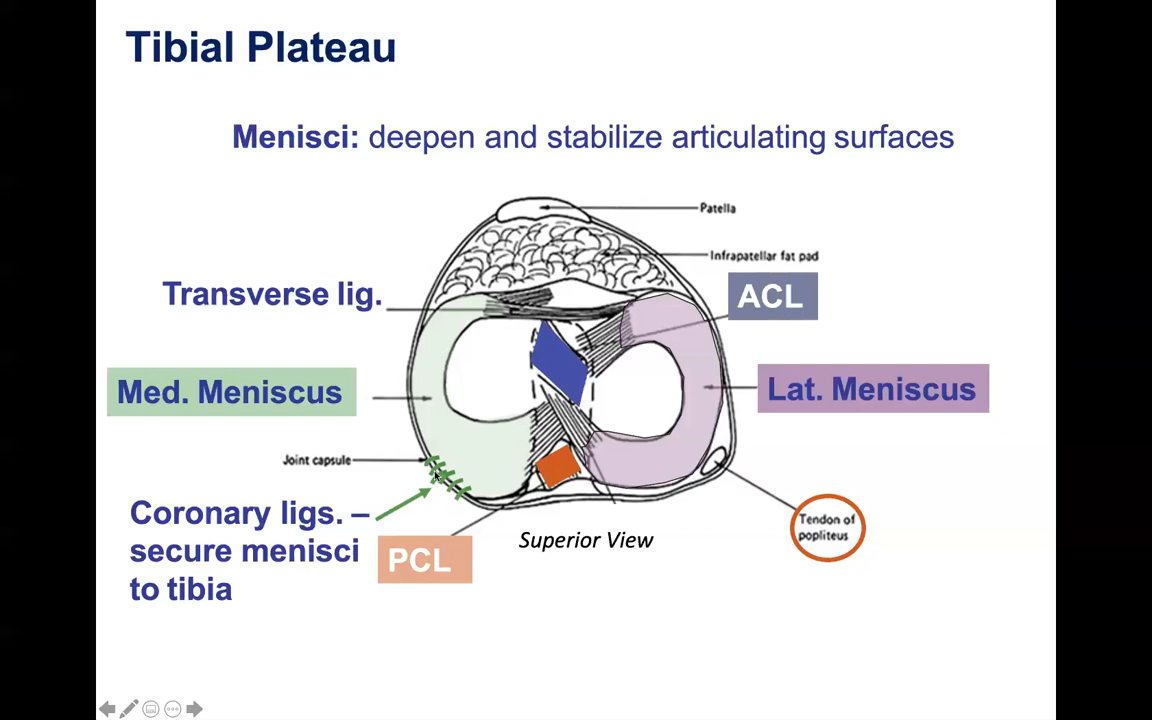 Tibial Plateau
Menisci: deepen and stabilize articulating surfaces
Patella
Infrapatellar fat pad
Transverse lig.
ACL
Med. Meniscus
Lat. Meniscus
Joint capsule
Coronary ligs. –
secure menisci
to tibia
PCL
Superior View
Tendon of
popliteus